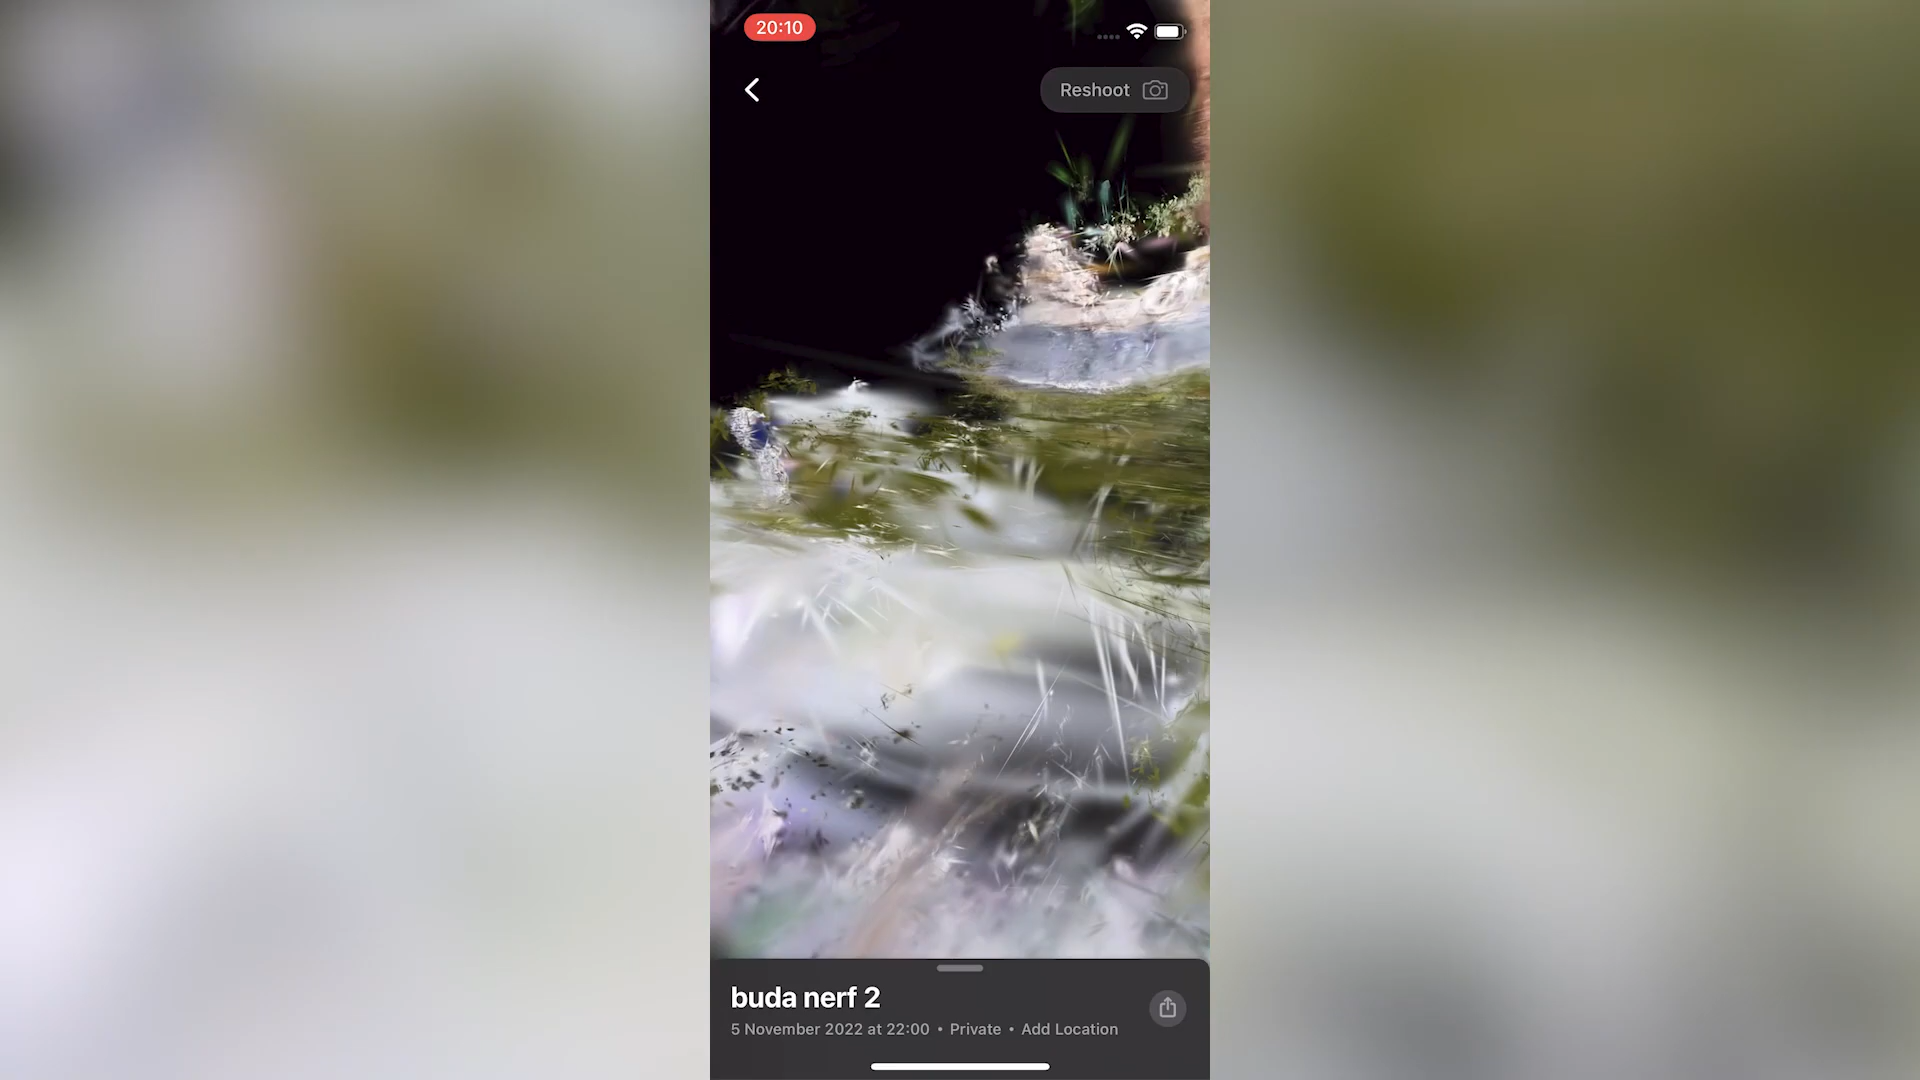 20:10
Reshoot
buda nerf 2
5 November 2022 at 22:00 • Private • Add Location